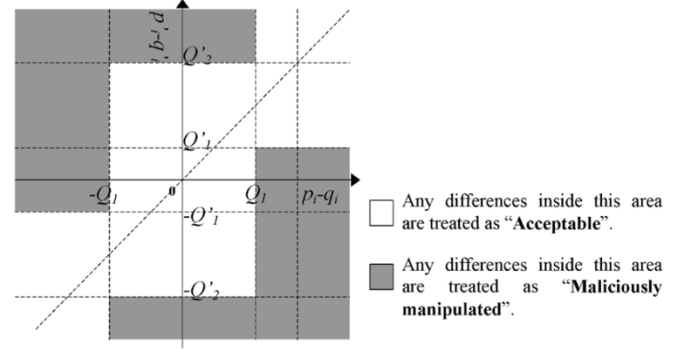 p'ᵢ-q'ᵢ
Q'₂
Q'₁
-Q₁
0
Q₁
pᵢ-qᵢ
-Q'₁
-Q'₂
Any differences inside this area
are treated as “Acceptable”.
Any differences inside this area
are treated as “Maliciously
manipulated”.